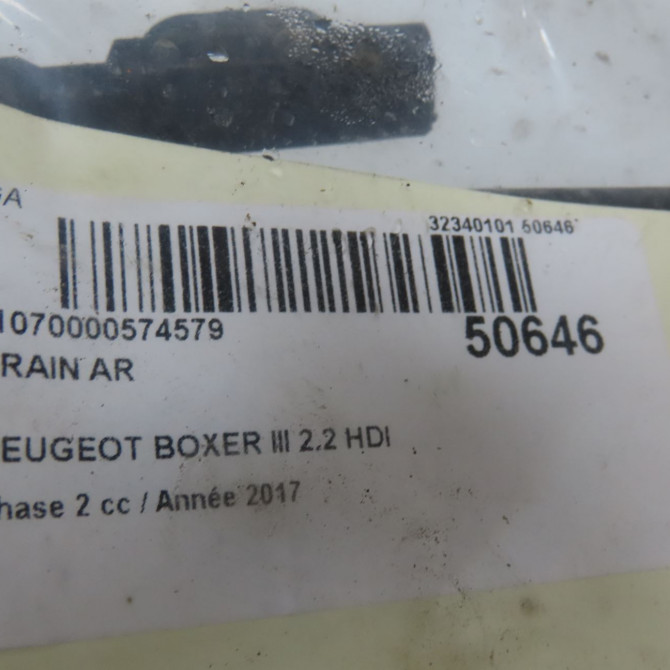 32340101 50646
1070000574579
50646
RAIN AR
EUGEOT BOXER III 2.2 HDI
hase 2 cc / Année 2017